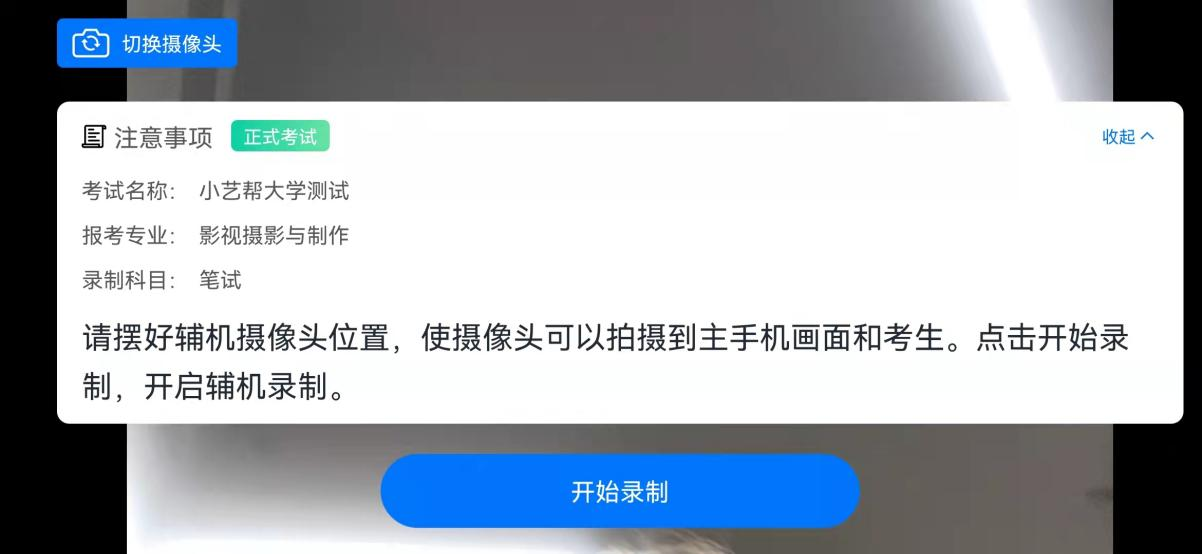 切换摄像头
注意事项 正式考试 收起
考试名称： 小艺帮大学测试
报考专业： 影视摄影与制作
录制科目： 笔试
请摆好辅机摄像头位置，使摄像头可以拍摄到主手机画面和考生。点击开始录
制，开启辅机录制。
开始录制